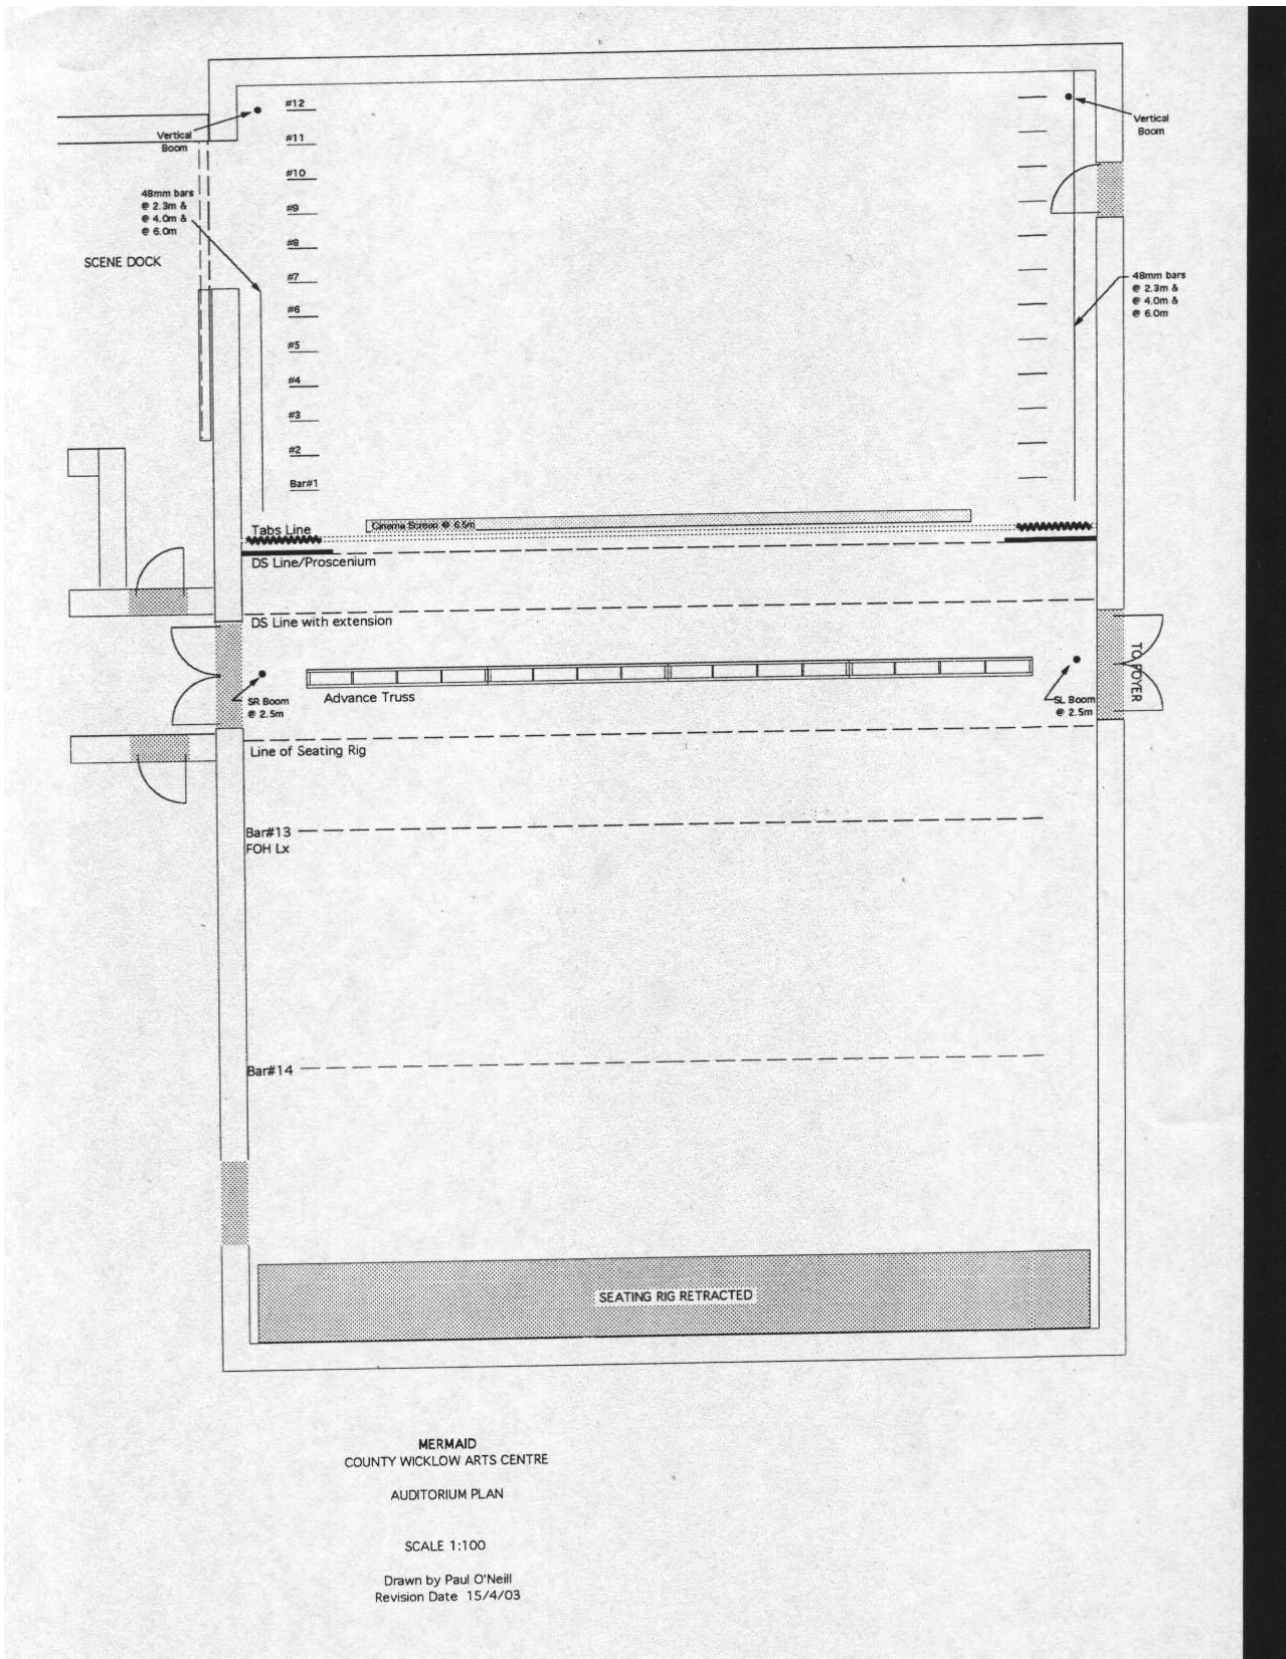 #12
Vertical
Boom
#11
#10
48mm bars
@ 2.3m &
@ 4.0m &
@ 6.0m
#9
#8
SCENE DOCK
#7
#6
#5
#4
#3
#2
Bar#1
Vertical
Boom
48mm bars
@ 2.3m &
@ 4.0m &
@ 6.0m
Tabs Line
Cinema Screen @ 6.5m
DS Line/Proscenium
DS Line with extension
TO FOYER
SR Boom
@ 2.5m
Advance Truss
SL Boom
@ 2.5m
Line of Seating Rig
Bar#13
FOH Lx
Bar#14
SEATING RIG RETRACTED
MERMAID
COUNTY WICKLOW ARTS CENTRE
AUDITORIUM PLAN
SCALE 1:100
Drawn by Paul O'Neill
Revision Date 15/4/03